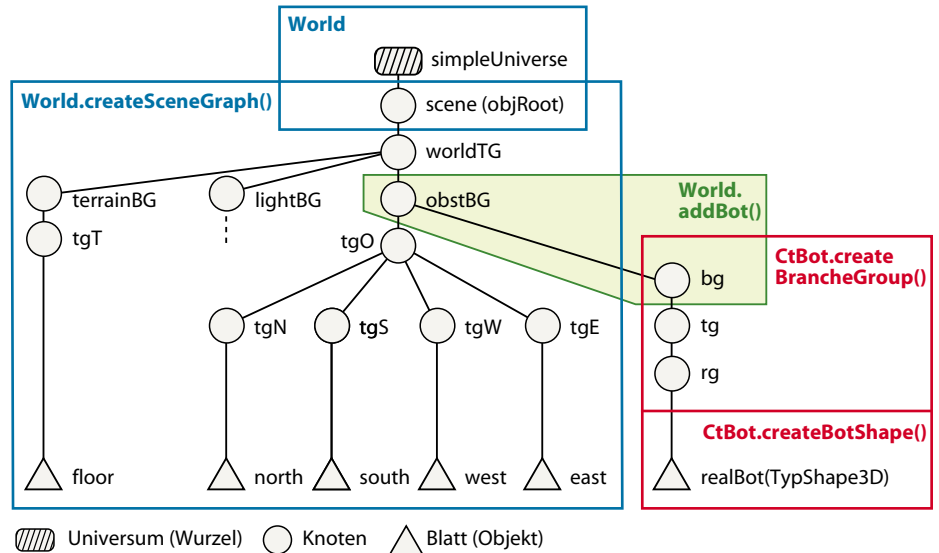 World
simpleUniverse
World.createSceneGraph()
scene (objRoot)
worldTG
terrainBG
lightBG
obstBG
World.
addBot()
tgT
tgO
CtBot.create
BrancheGroup()
bg
tgN
tgS
tgW
tgE
tg
rg
CtBot.createBotShape()
floor
north
south
west
east
realBot(TypShape3D)
Universum (Wurzel)
Knoten
Blatt (Objekt)